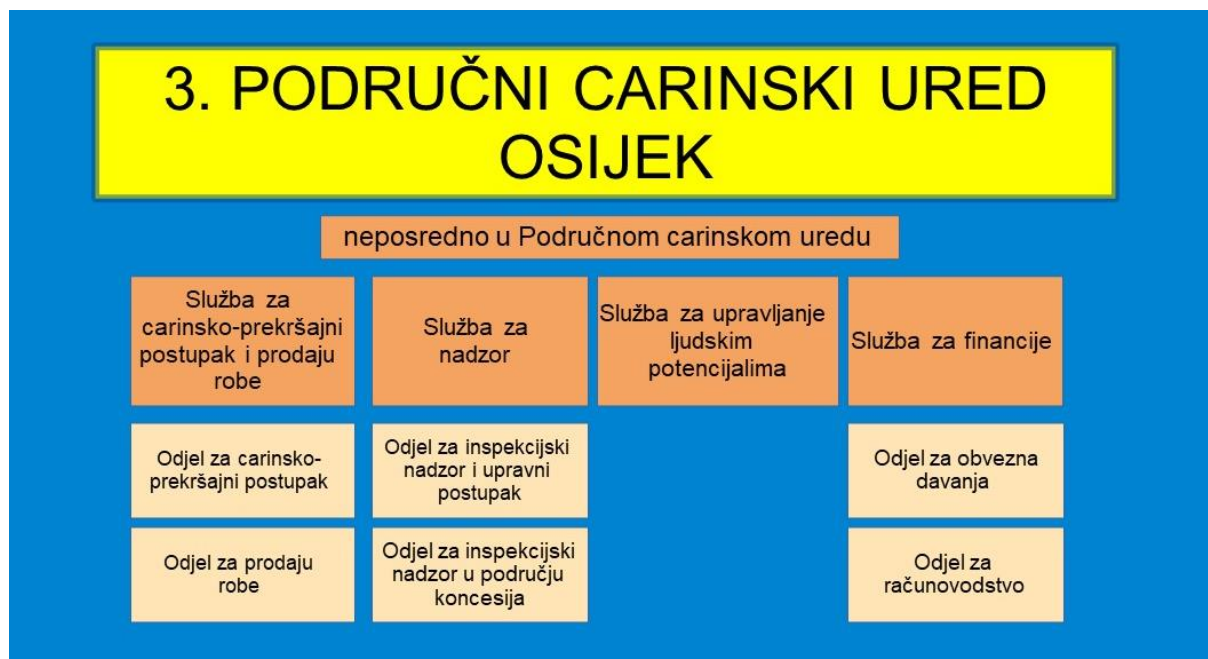 3. PODRUČNI CARINSKI URED
OSIJEK
neposredno u Područnom carinskom uredu
Služba za
carinsko-prekršajni
postupak i prodaju
robe
Služba za
nadzor
Služba za upravljanje
ljudskim
potencijalima
Služba za financije
Odjel za carinsko-
prekršajni postupak
Odjel za inspekcijski
nadzor i upravni
postupak
Odjel za obvezna
davanja
Odjel za prodaju
robe
Odjel za inspekcijski
nadzor u području
koncesija
Odjel za
računovodstvo